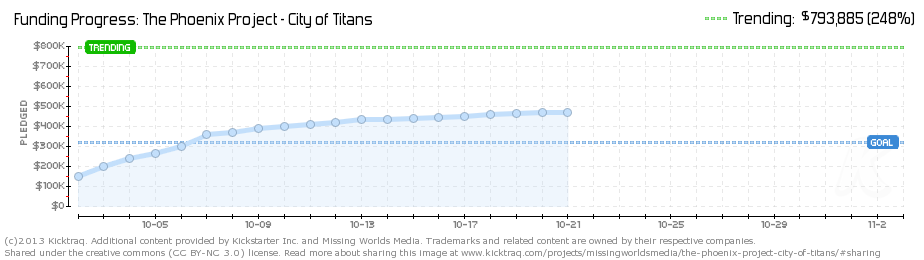 Funding Progress: The Phoenix Project - City of Titans
Trending: $793,885 (248%)
$800K
TRENDING
$700K
$600K
$500K
$400K
$300K
GOAL
$200K
$100K
$0
PLEDGED
10-05 10-09 10-13 10-17 10-21 10-25 10-29 11-2
(c)2013 Kicktraq. Additional content provided by Kickstarter Inc. and Missing Worlds Media. Trademarks and related content are owned by their respective companies.
Shared under the creative commons (CC BY-NC 3.0) license. Read more about sharing this image at www.kicktraq.com/projects/missingworldsmedia/the-phoenix-project-city-of-titans/#sharing